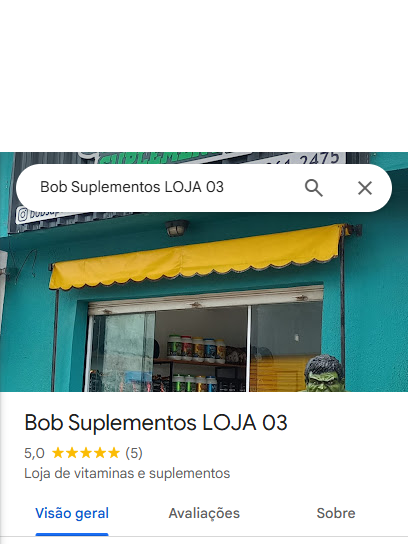 2475
Bob Suplementos LOJA 03
Bob Suplementos LOJA 03
5,0 (5)
Loja de vitaminas e suplementos
Visão geral Avaliações Sobre